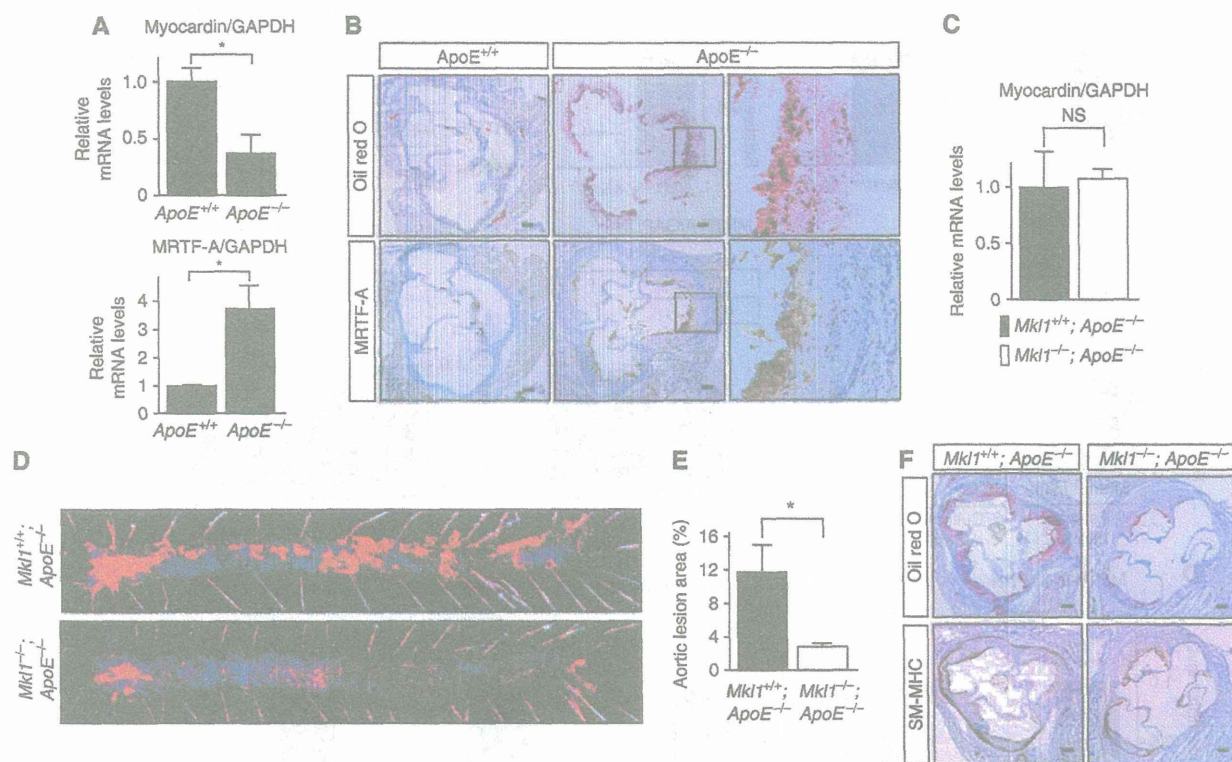 A
Myocardin/GAPDH
*
Relative
mRNA levels
1.0
0.5
0
ApoE+/+
ApoE−/−
MRTF-A/GAPDH
*
Relative
mRNA levels
4
3
2
1
0
ApoE+/+
ApoE−/−
B
ApoE+/+
ApoE−/−
Oil red O
MRTF-A
C
Myocardin/GAPDH
NS
Relative mRNA levels
1.0
0.5
0
Mkl1+/+; ApoE−/−
Mkl1−/−; ApoE−/−
D
Mkl1+/+;
ApoE−/−
Mkl1−/−;
ApoE−/−
E
*
Aortic lesion area (%)
16
12
8
4
0
Mkl1+/+;
ApoE−/−
Mkl1−/−;
ApoE−/−
F
Mkl1+/+; ApoE−/−
Mkl1−/−; ApoE−/−
Oil red O
SM-MHC